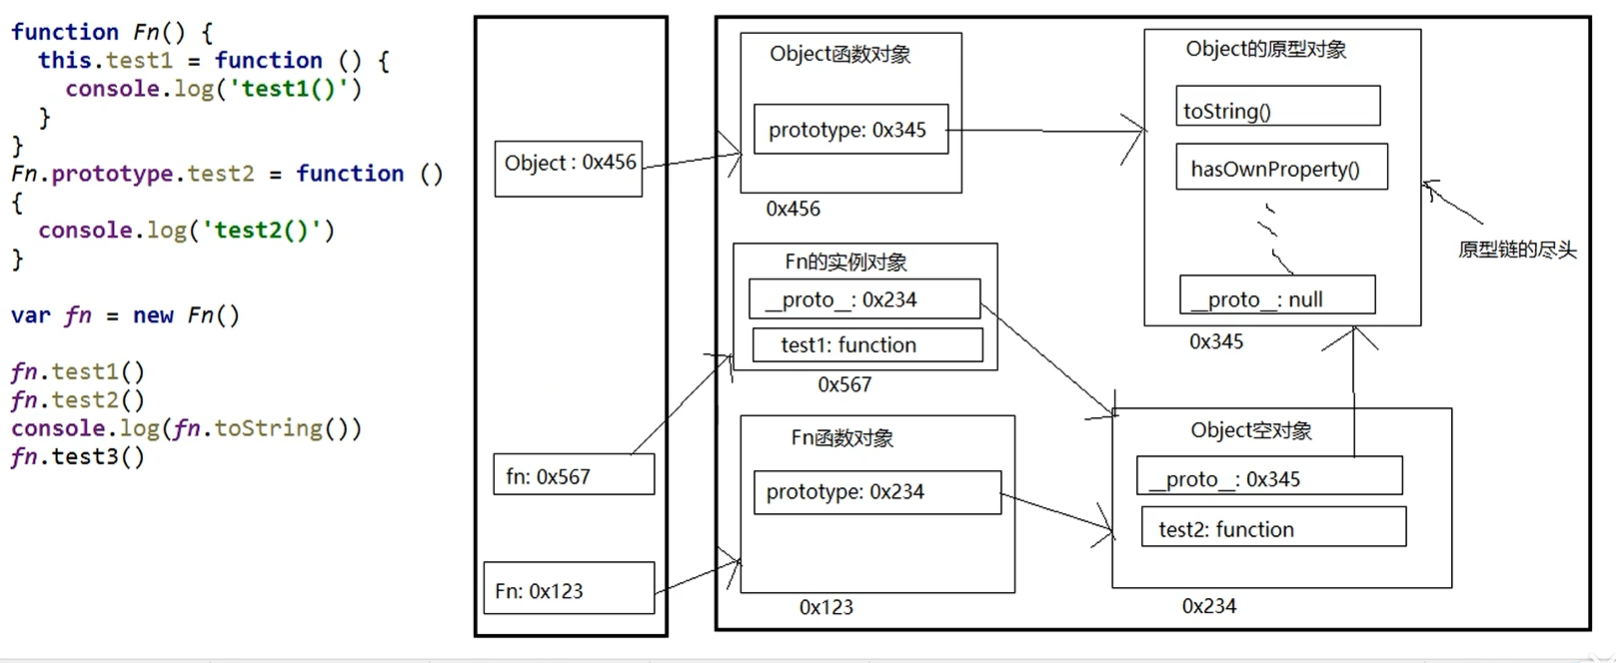 function Fn() {
this.test1 = function () {
console.log('test1()')
}
}
Fn.prototype.test2 = function ()
{
console.log('test2()')
}
var fn = new Fn()
fn.test1()
fn.test2()
console.log(fn.toString())
fn.test3()
Object : 0x456
fn: 0x567
Fn: 0x123
Object函数对象
prototype: 0x345
0x456
Fn的实例对象
__proto__: 0x234
test1: function
0x567
Fn函数对象
prototype: 0x234
0x123
Object的原型对象
toString()
hasOwnProperty()
__proto__: null
0x345
原型链的尽头
Object空对象
__proto__: 0x345
test2: function
0x234